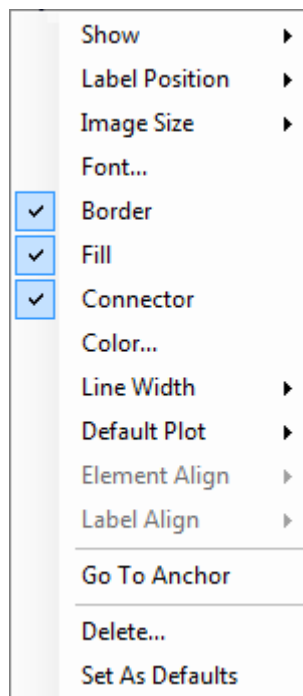 Show
Label Position
Image Size
Font...
Border
Fill
Connector
Color...
Line Width
Default Plot
Element Align
Label Align
Go To Anchor
Delete...
Set As Defaults